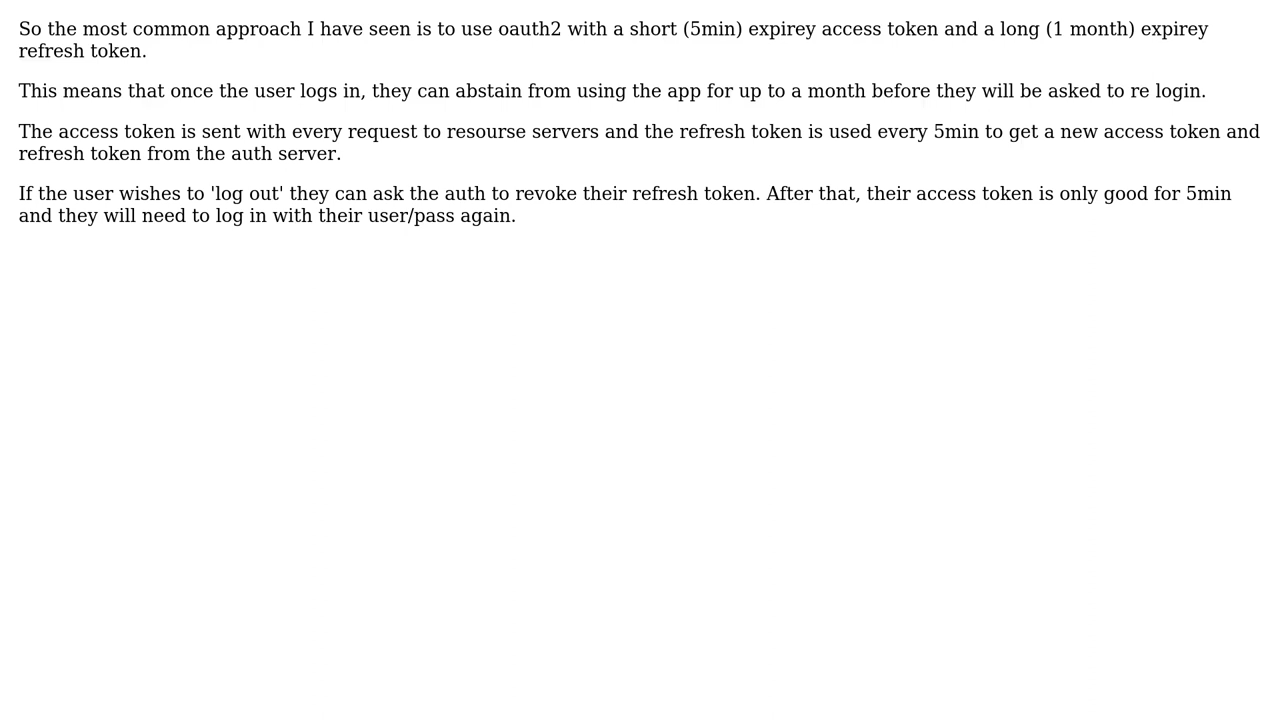 So the most common approach I have seen is to use oauth2 with a short (5min) expirey access token and a long (1 month) expirey
refresh token.
This means that once the user logs in, they can abstain from using the app for up to a month before they will be asked to re login.
The access token is sent with every request to resourse servers and the refresh token is used every 5min to get a new access token and
refresh token from the auth server.
If the user wishes to 'log out' they can ask the auth to revoke their refresh token. After that, their access token is only good for 5min
and they will need to log in with their user/pass again.